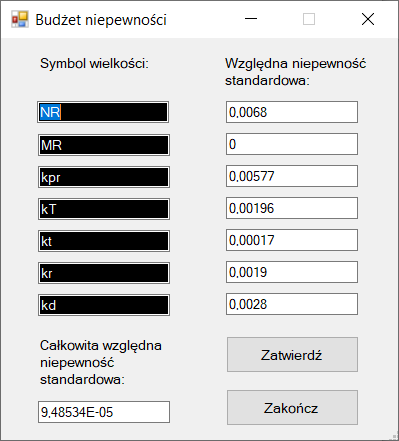 Budżet niepewności
Symbol wielkości:
Względna niepewność
standardowa:
NR
0,0068
MR
0
kpr
0,00577
kT
0,00196
kt
0,00017
kr
0,0019
kd
0,0028
Całkowita względna
niepewność
standardowa:
9,48534E-05
Zatwierdź
Zakończ